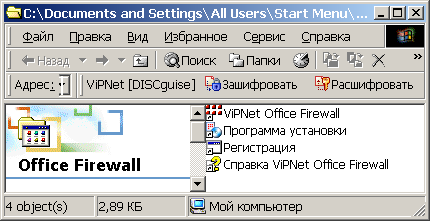 C:\Documents and Settings\All Users\Start Menu\...
Файл Правка Вид Избранное Сервис Справка
Назад Поиск Папки
Адрес: ViPNet [DISCguise] Зашифровать Расшифровать
Office Firewall
ViPNet Office Firewall
Программа установки
Регистрация
Справка ViPNet Office Firewall
4 object(s) 2,89 КБ Мой компьютер